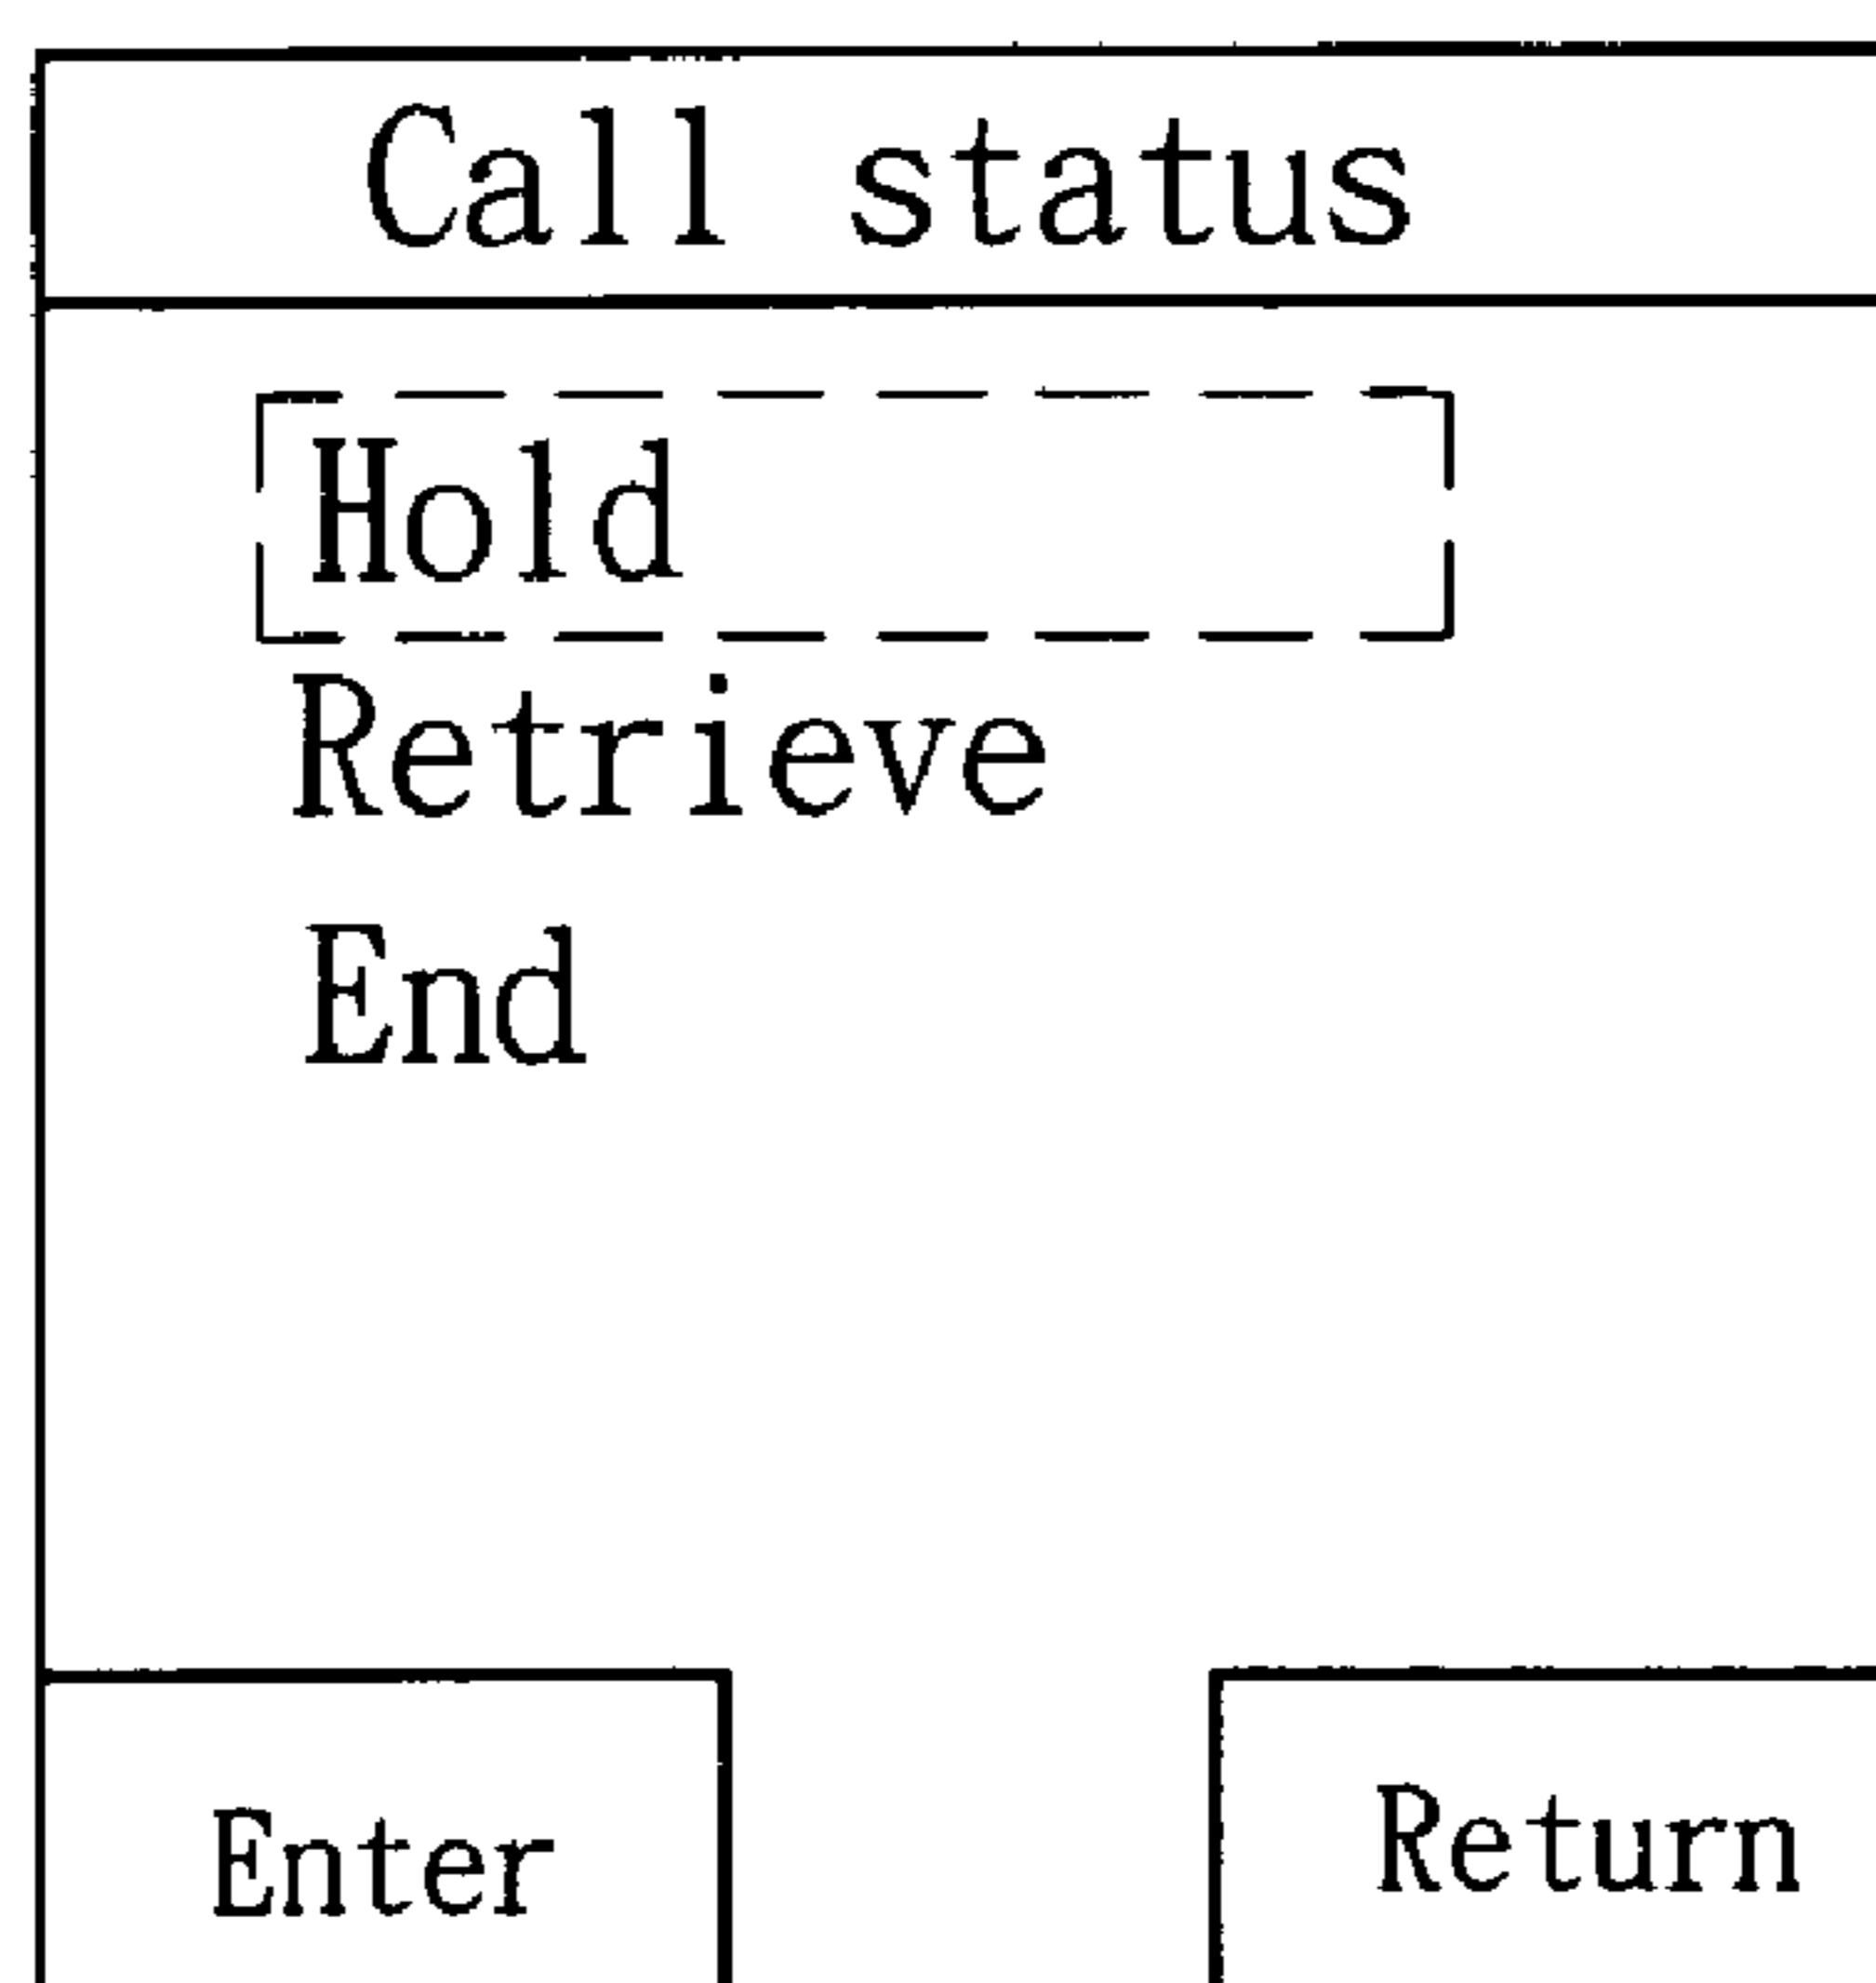 Call status
Hold
Retrieve
End
Enter
Return